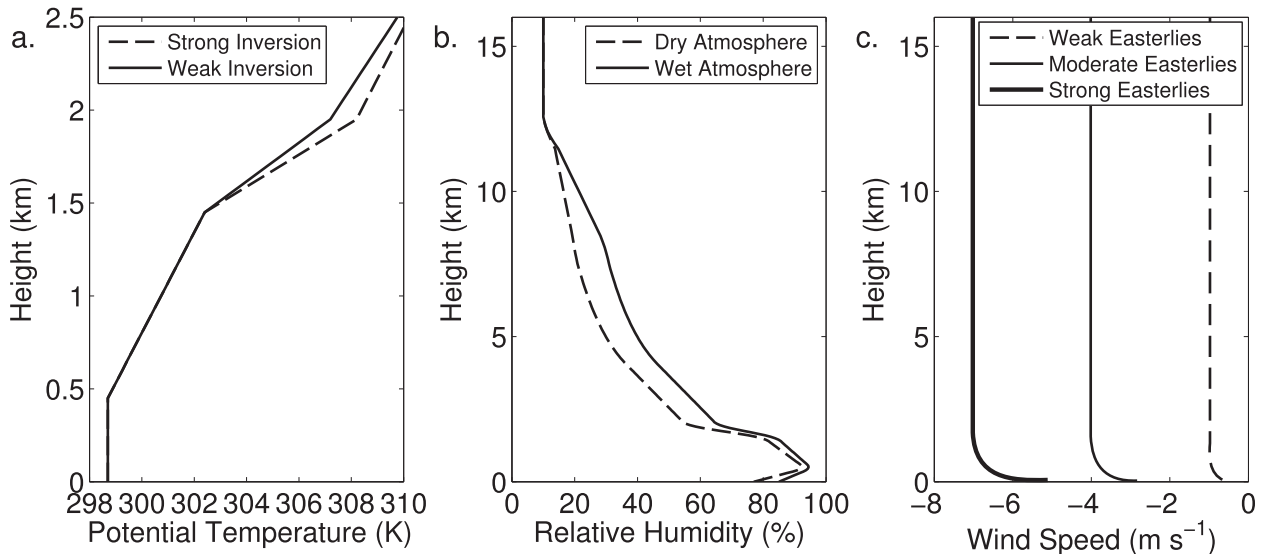 a.
2.5
2
1.5
1
0.5
0
298 300 302 304 306 308 310
Height (km)
Potential Temperature (K)
Strong Inversion
Weak Inversion
b.
15
10
5
0
0 20 40 60 80 100
Height (km)
Relative Humidity (%)
Dry Atmosphere
Wet Atmosphere
c.
15
10
5
0
−8 −6 −4 −2 0
Height (km)
Wind Speed (m s⁻¹)
Weak Easterlies
Moderate Easterlies
Strong Easterlies